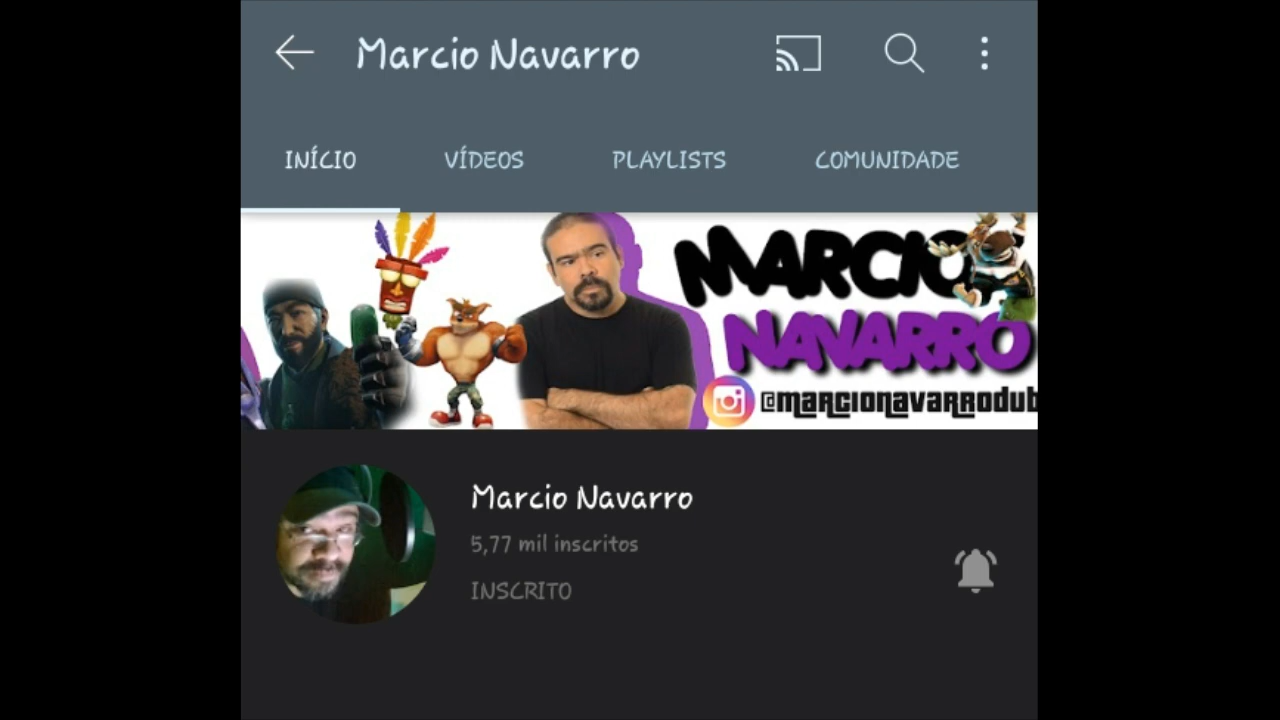 Marcio Navarro
INÍCIO VÍDEOS PLAYLISTS COMUNIDADE
MARCIO
NAVARRO
@marcionavarrodub
Marcio Navarro
5,77 mil inscritos
INSCRITO